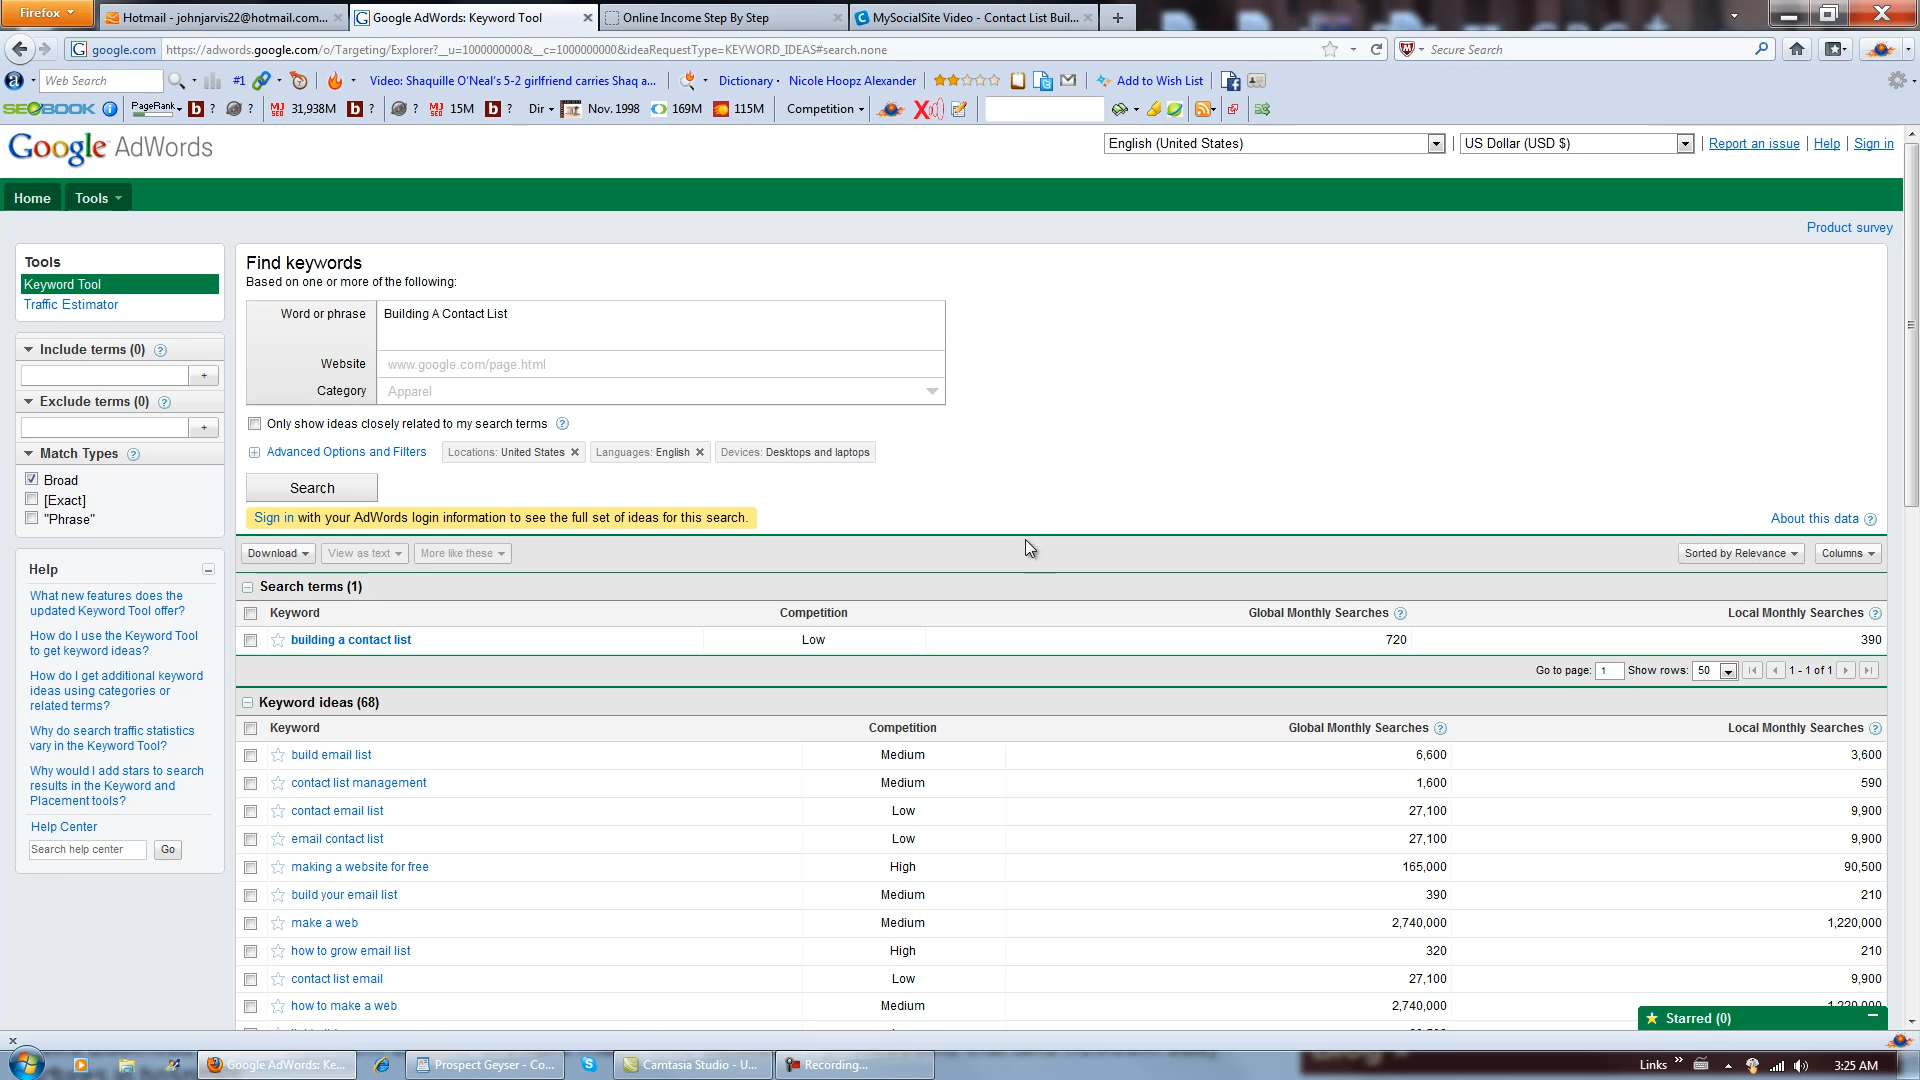 Firefox
Hotmail - johnjarvis22@hotmail.com...
Google AdWords: Keyword Tool
Online Income Step By Step
MySocialSite Video - Contact List Buil...
google.com
https://adwords.google.com/o/Targeting/Explorer?__u=1000000000&__c=1000000000&ideaRequestType=KEYWORD_IDEAS#search.none
Secure Search
Web Search
#1
Video: Shaquille O'Neal's 5-2 girlfriend carries Shaq a...
Dictionary
Nicole Hoopz Alexander
Add to Wish List
SEOBOOK
PageRank
b ?
?
MJ SEO 31,938M
b ?
?
MJ SEO 15M
b ?
Dir
Nov. 1998
169M
115M
Competition
Google AdWords
English (United States)
US Dollar (USD $)
Report an issue
Help
Sign in
Home
Tools
Product survey
Tools
Keyword Tool
Traffic Estimator
Include terms (0) ?
+
Exclude terms (0) ?
+
Match Types ?
Broad
[Exact]
"Phrase"
Help
What new features does the
updated Keyword Tool offer?
How do I use the Keyword Tool
to get keyword ideas?
How do I get additional keyword
ideas using categories or
related terms?
Why do search traffic statistics
vary in the Keyword Tool?
Why would I add stars to search
results in the Keyword and
Placement tools?
Help Center
Search help center
Go
Find keywords
Based on one or more of the following:
Word or phrase
Building A Contact List
Website
www.google.com/page.html
Category
Apparel
Only show ideas closely related to my search terms ?
Advanced Options and Filters
Locations: United States
Languages: English
Devices: Desktops and laptops
Search
Sign in with your AdWords login information to see the full set of ideas for this search.
About this data ?
Download
View as text
More like these
Sorted by Relevance
Columns
Search terms (1)
Keyword Competition Global Monthly Searches ? Local Monthly Searches ?
building a contact list Low 720 390
Go to page: 1 Show rows: 50 1 - 1 of 1
Keyword ideas (68)
Keyword Competition Global Monthly Searches ? Local Monthly Searches ?
build email list Medium 6,600 3,600
contact list management Medium 1,600 590
contact email list Low 27,100 9,900
email contact list Low 27,100 9,900
making a website for free High 165,000 90,500
build your email list Medium 390 210
make a web Medium 2,740,000 1,220,000
how to grow email list High 320 210
contact list email Low 27,100 9,900
how to make a web Medium 2,740,000 1,220,000
Starred (0)
Google AdWords: Ke...
Prospect Geyser - Co...
Camtasia Studio - U...
Recording...
Links
3:25 AM